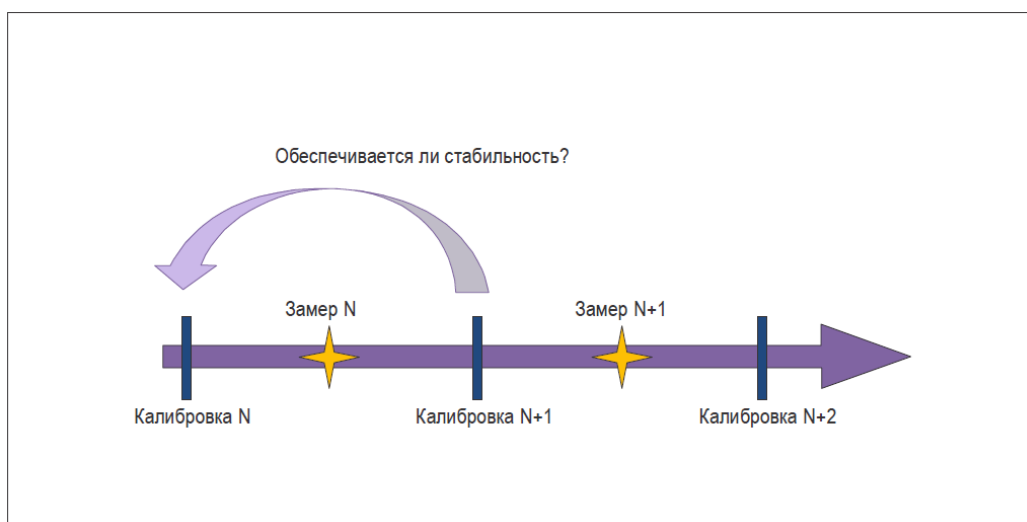 Обеспечивается ли стабильность?
Замер N
Замер N+1
Калибровка N
Калибровка N+1
Калибровка N+2